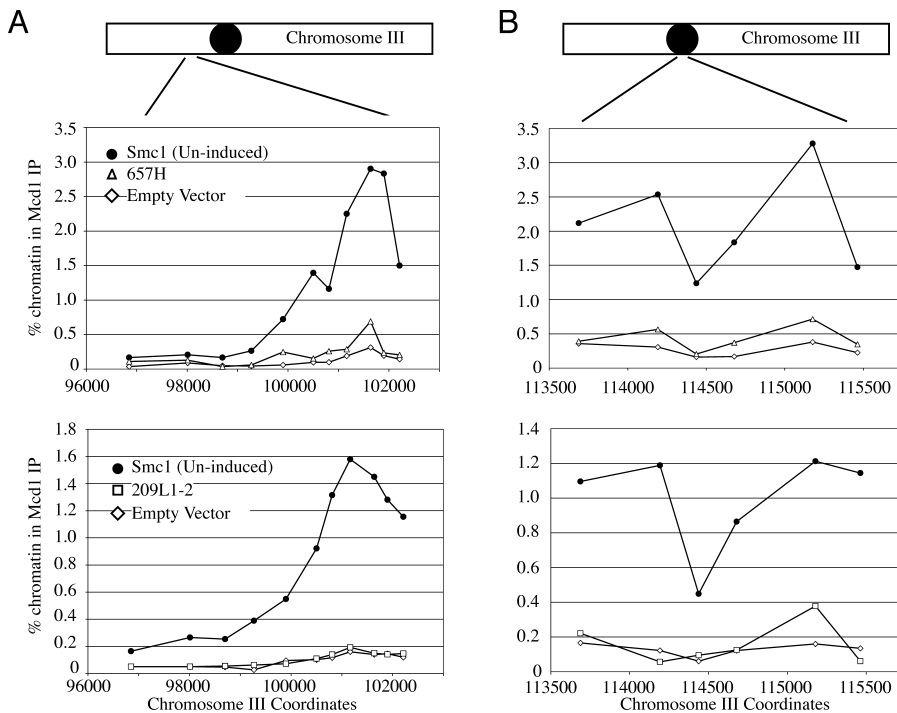 A
Chromosome III
3.5
3.0
2.5
2.0
1.5
1.0
0.5
0
% chromatin in Mcd1 IP
Smc1 (Un-induced)
657H
Empty Vector
96000 98000 100000 102000
1.8
1.6
1.4
1.2
1.0
0.8
0.6
0.4
0.2
0
% chromatin in Mcd1 IP
Smc1 (Un-induced)
209L1-2
Empty Vector
96000 98000 100000 102000
Chromosome III Coordinates
B
Chromosome III
3.5
3.0
2.5
2.0
1.5
1.0
0.5
0
113500 114000 114500 115000 115500
1.4
1.2
1.0
0.8
0.6
0.4
0.2
0
113500 114000 114500 115000 115500
Chromosome III Coordinates